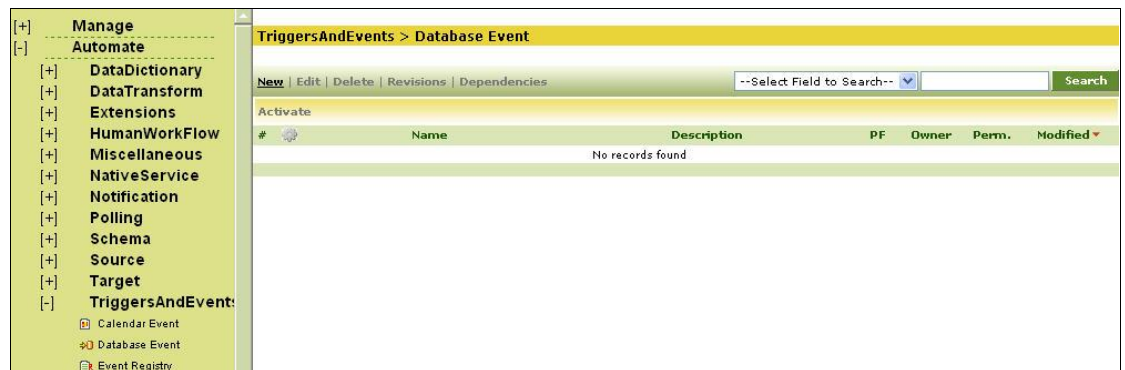 [+] Manage
[-] Automate
[+] DataDictionary
[+] DataTransform
[+] Extensions
[+] HumanWorkFlow
[+] Miscellaneous
[+] NativeService
[+] Notification
[+] Polling
[+] Schema
[+] Source
[+] Target
[-] TriggersAndEvents
Calendar Event
Database Event
Event Registry
TriggersAndEvents > Database Event
New | Edit | Delete | Revisions | Dependencies --Select Field to Search-- Search
Activate
# Name Description PF Owner Perm. Modified
No records found